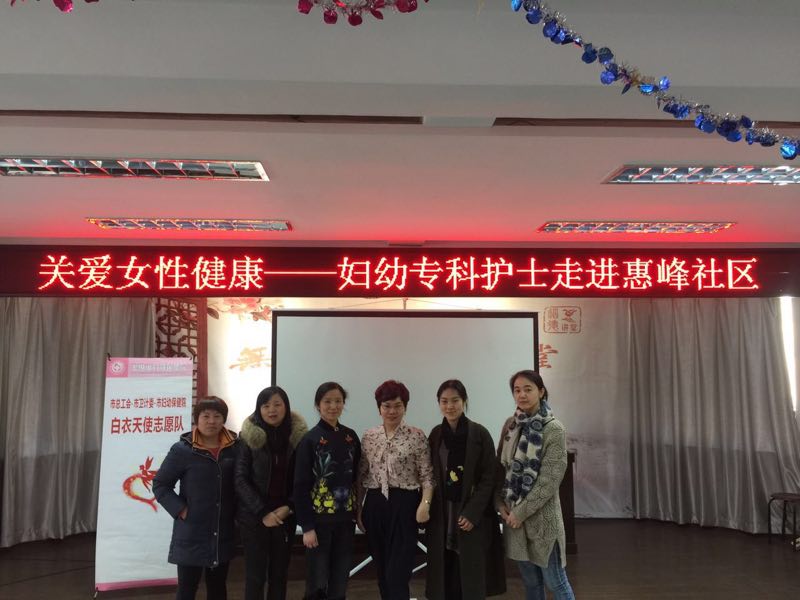 关爱女性健康——妇幼专科护士走进惠峰社区
市总工会·市卫计委·市妇幼保健院
白衣天使志愿队